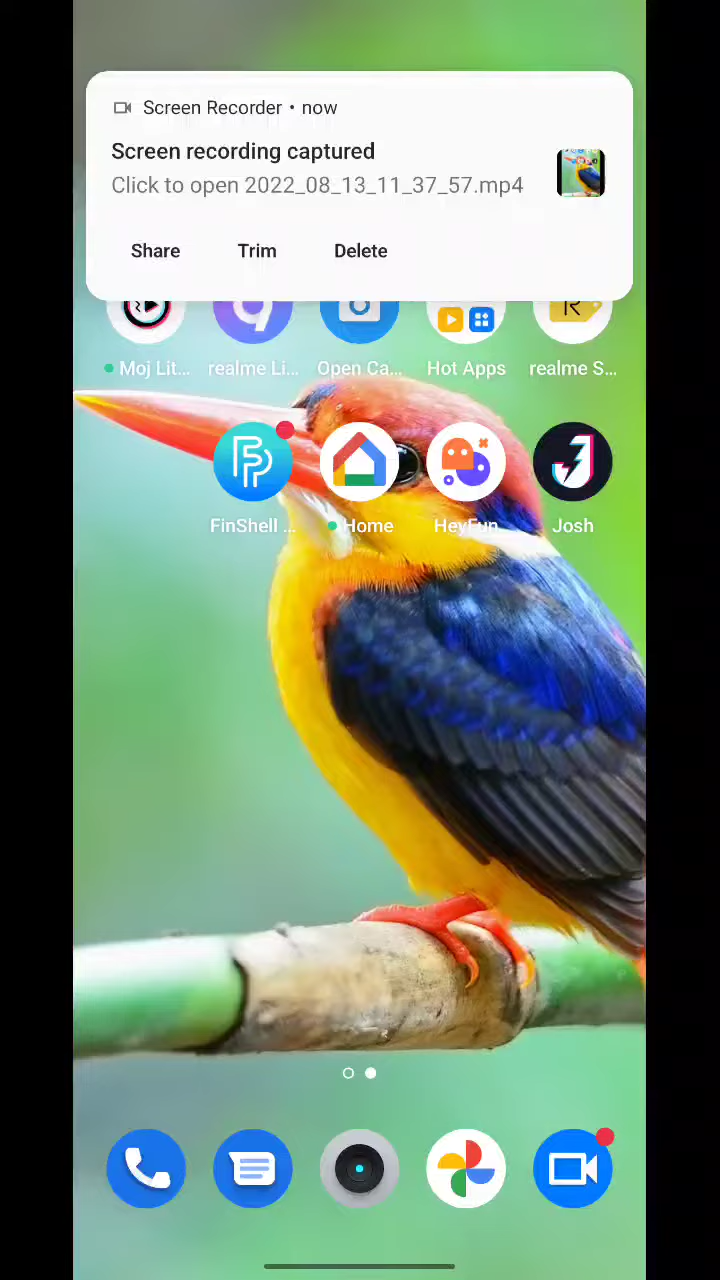 Screen Recorder • now
Screen recording captured
Click to open 2022_08_13_11_37_57.mp4
Share Trim Delete
Moj Lit... realme Li... Open Ca... Hot Apps realme S...
FinShell ... Home HeyFun Josh